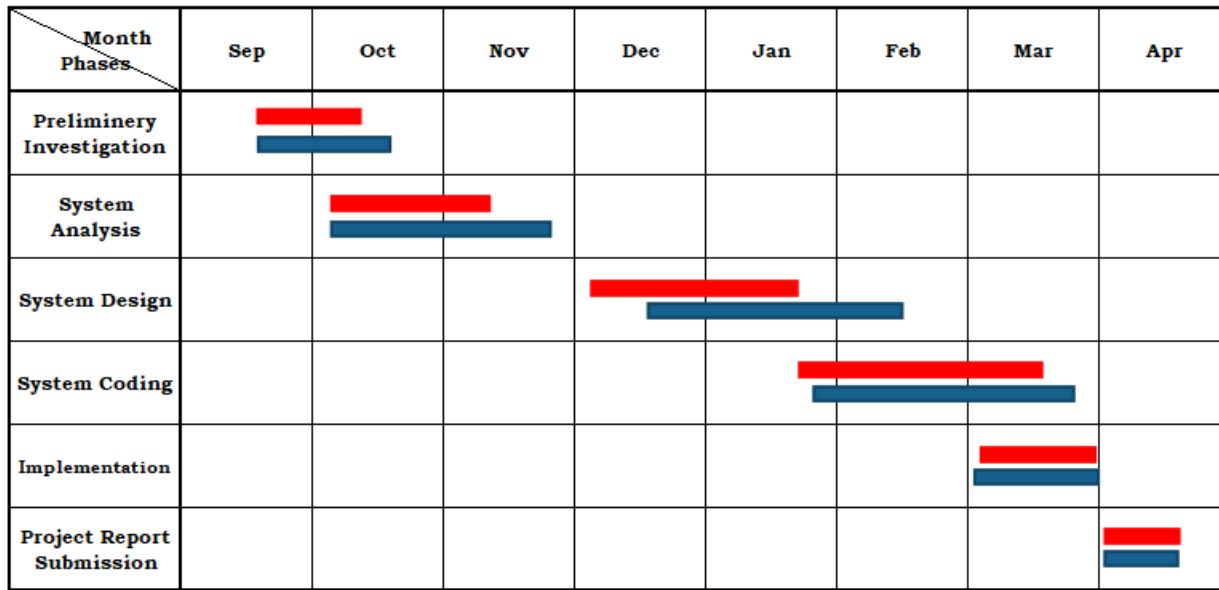 Month
Phases
Sep
Oct
Nov
Dec
Jan
Feb
Mar
Apr
Preliminery
Investigation
System
Analysis
System Design
System Coding
Implementation
Project Report
Submission